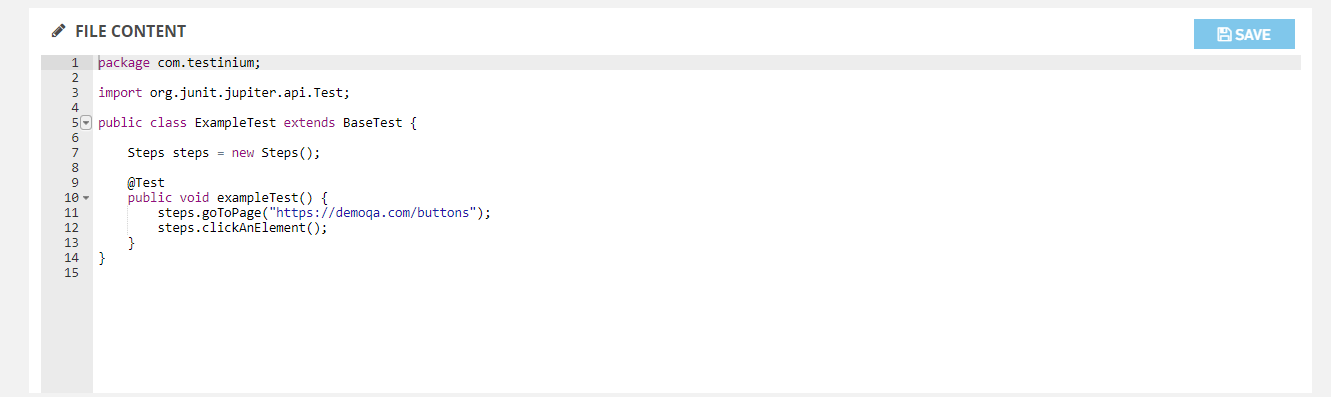 FILE CONTENT
SAVE
1 package com.testinium;
2
3 import org.junit.jupiter.api.Test;
4
5 public class ExampleTest extends BaseTest {
6
7     Steps steps = new Steps();
8
9     @Test
10     public void exampleTest() {
11         steps.goToPage("https://demoqa.com/buttons");
12         steps.clickAnElement();
13     }
14 }
15